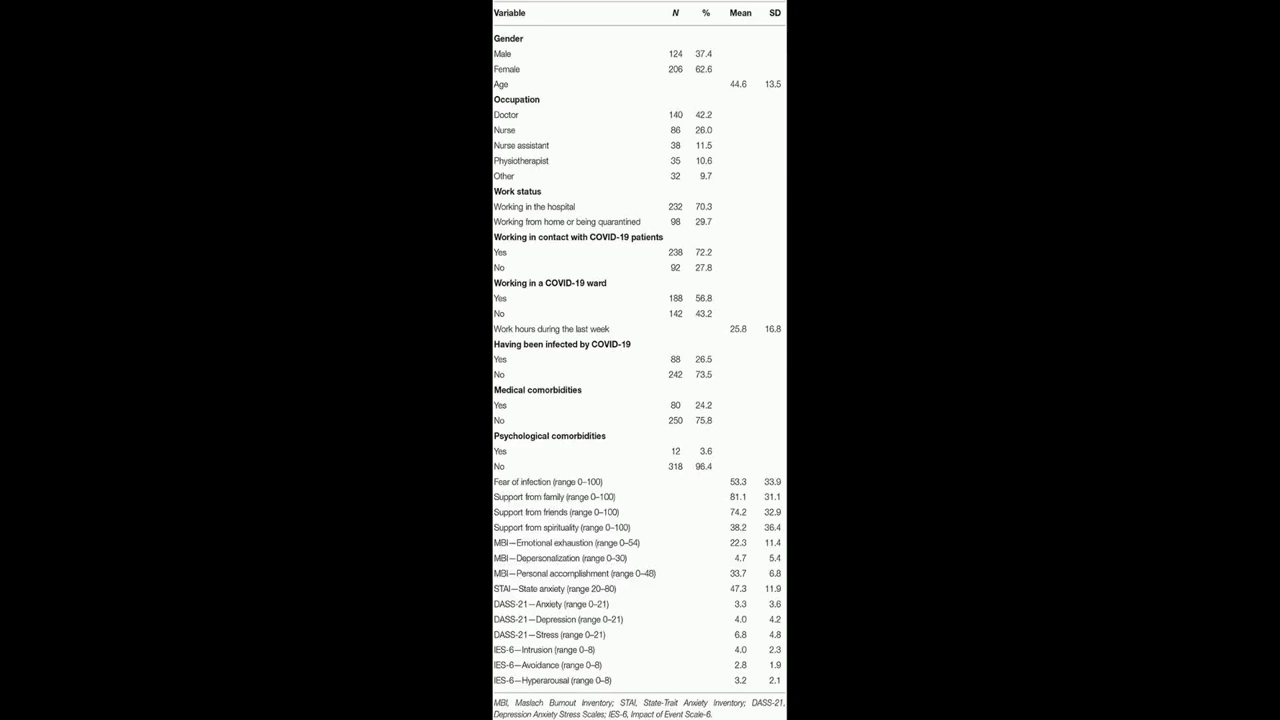 Variable N % Mean SD
Gender
Male 124 37.4
Female 206 62.6
Age 44.6 13.5
Occupation
Doctor 140 42.2
Nurse 86 26.0
Nurse assistant 38 11.5
Physiotherapist 35 10.6
Other 32 9.7
Work status
Working in the hospital 232 70.3
Working from home or being quarantined 98 29.7
Working in contact with COVID-19 patients
Yes 238 72.2
No 92 27.8
Working in a COVID-19 ward
Yes 188 56.8
No 142 43.2
Work hours during the last week 25.8 16.8
Having been infected by COVID-19
Yes 88 26.5
No 242 73.5
Medical comorbidities
Yes 80 24.2
No 250 75.8
Psychological comorbidities
Yes 12 3.6
No 318 96.4
Fear of infection (range 0–100) 53.3 33.9
Support from family (range 0–100) 81.1 31.1
Support from friends (range 0–100) 74.2 32.9
Support from spirituality (range 0–100) 38.2 36.4
MBI—Emotional exhaustion (range 0–54) 22.3 11.4
MBI—Depersonalization (range 0–30) 4.7 5.4
MBI—Personal accomplishment (range 0–48) 33.7 6.8
STAI—State anxiety (range 20–80) 47.3 11.9
DASS-21—Anxiety (range 0–21) 3.3 3.6
DASS-21—Depression (range 0–21) 4.0 4.2
DASS-21—Stress (range 0–21) 6.8 4.8
IES-6—Intrusion (range 0–8) 4.0 2.3
IES-6—Avoidance (range 0–8) 2.8 1.9
IES-6—Hyperarousal (range 0–8) 3.2 2.1
MBI, Maslach Burnout Inventory; STAI, State-Trait Anxiety Inventory; DASS-21,
Depression Anxiety Stress Scales; IES-6, Impact of Event Scale-6.